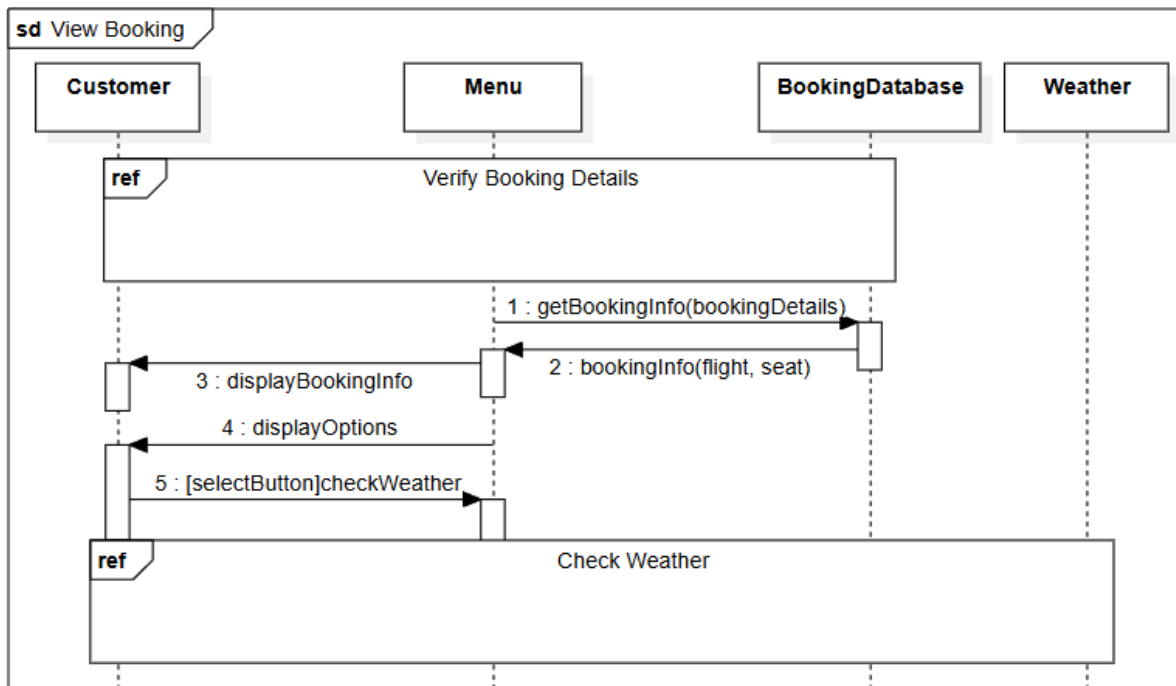 sd View Booking
Customer
Menu
BookingDatabase
Weather
ref
Verify Booking Details
1 : getBookingInfo(bookingDetails)
2 : bookingInfo(flight, seat)
3 : displayBookingInfo
4 : displayOptions
5 : [selectButton]checkWeather
ref
Check Weather